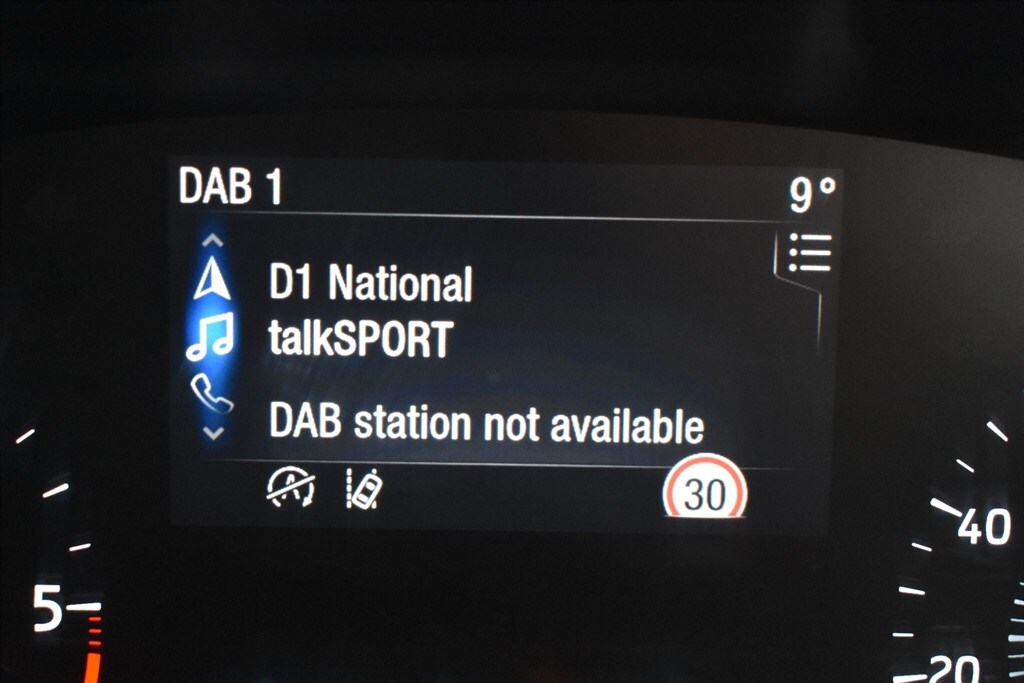 DAB 1
9°
D1 National
talkSPORT
DAB station not available
A
30
5
40
20